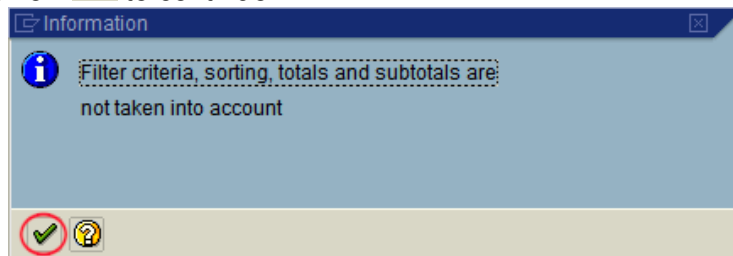 Information
Filter criteria, sorting, totals and subtotals are
not taken into account